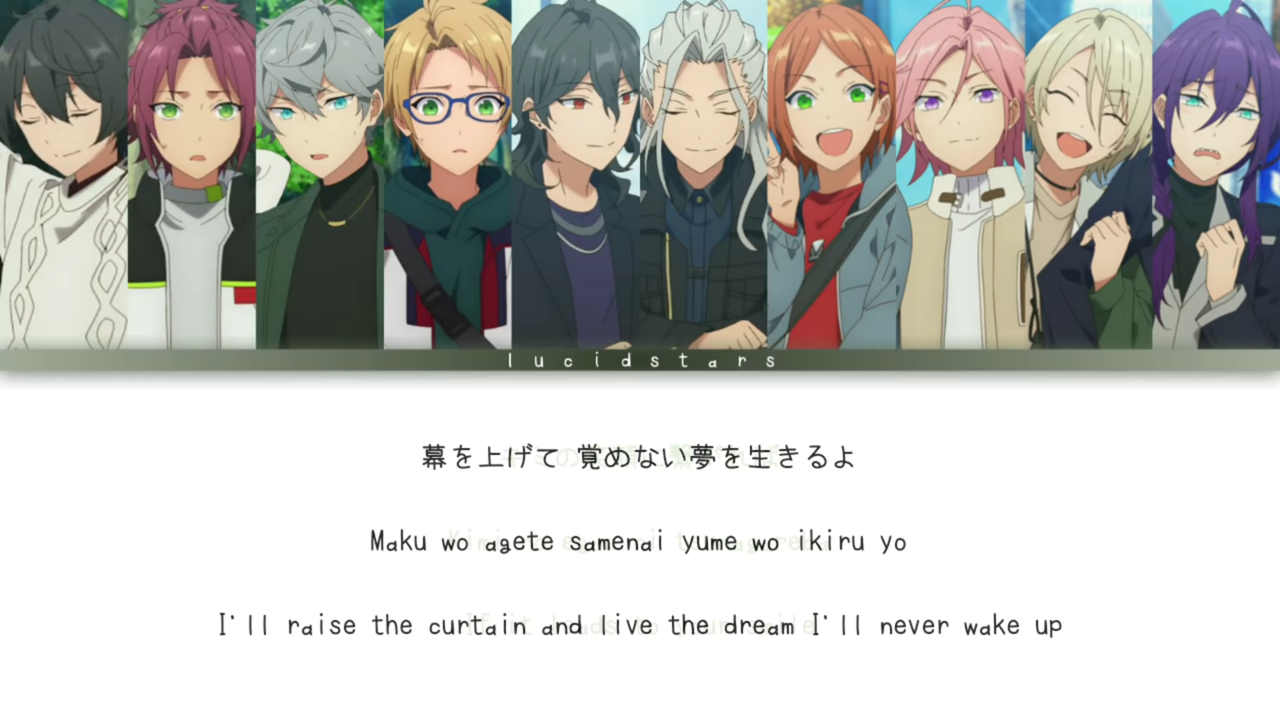 lucidstars
幕を上げて 覚めない夢を生きるよ
Maku wo agete samenai yume wo ikiru yo
I'll raise the curtain and live the dream I'll never wake up